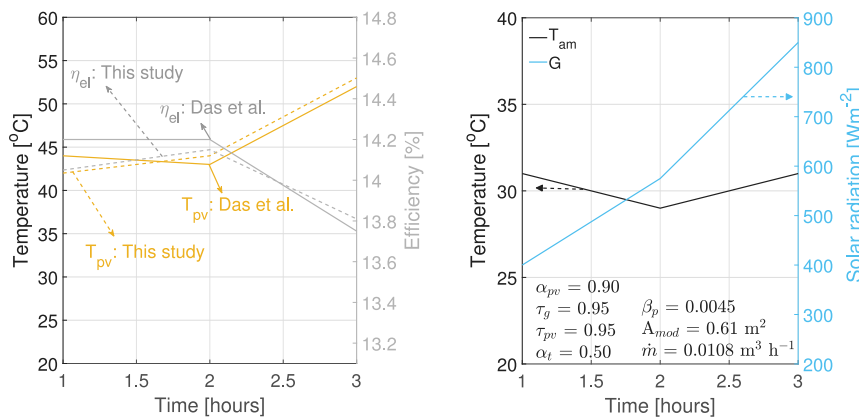 60
55
50
45
40
35
30
25
20
Temperature [°C]
14.8
14.6
14.4
14.2
14
13.8
13.6
13.4
13.2
Efficiency [%]
η_el: This study
η_el: Das et al.
T_pv: Das et al.
T_pv: This study
1
1.5
2
2.5
3
Time [hours]
40
35
30
25
20
Temperature [°C]
T_am
G
900
800
700
600
500
400
300
200
Solar radiation [Wm⁻²]
α_pv = 0.90
τ_g = 0.95
β_p = 0.0045
τ_pv = 0.95
A_mod = 0.61 m²
α_t = 0.50
ṁ = 0.0108 m³ h⁻¹
1
1.5
2
2.5
3
Time [hours]